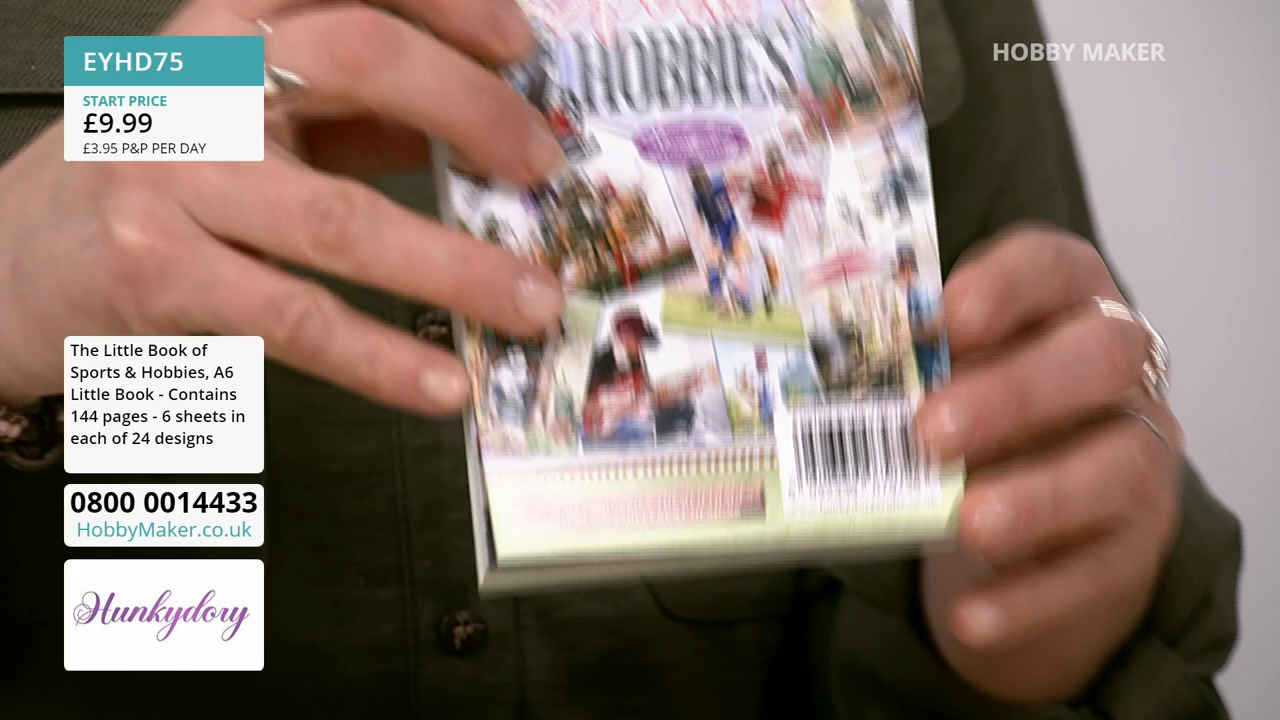 EYHD75
START PRICE
£9.99
£3.95 P&P PER DAY
HOBBY MAKER
HOBBIES
The Little Book of
Sports & Hobbies, A6
Little Book - Contains
144 pages - 6 sheets in
each of 24 designs
0800 0014433
HobbyMaker.co.uk
Hunkydory